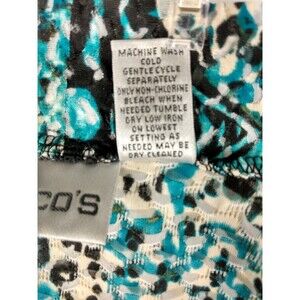 MACHINE WASH
COLD
GENTLE CYCLE
SEPARATELY
ONLY NON-CHLORINE
BLEACH WHEN
NEEDED TUMBLE
DRY LOW IRON
ON LOWEST
SETTING AS
NEEDED MAY BE
DRY CLEANED
CO'S